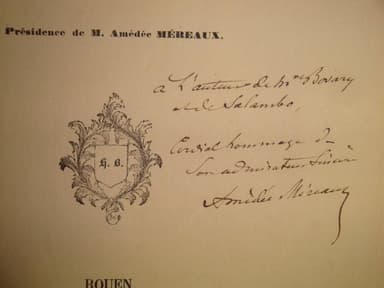 Présidence de M. Amédée MÉREAUX.
a L'auteur de Mme Bovary
et de Salambo,
Cordial hommage de
Son admirateur Sincère
Amédée Méreaux
H. B.
ROUEN